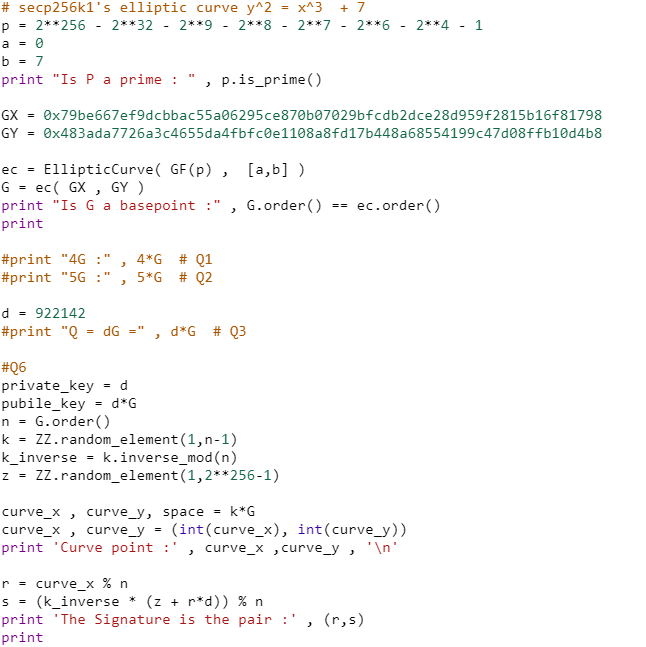 # secp256k1's elliptic curve y^2 = x^3  + 7
p = 2**256 - 2**32 - 2**9 - 2**8 - 2**7 - 2**6 - 2**4 - 1
a = 0
b = 7
print "Is P a prime : " , p.is_prime()

GX = 0x79be667ef9dcbbac55a06295ce870b07029bfcdb2dce28d959f2815b16f81798
GY = 0x483ada7726a3c4655da4fbfc0e1108a8fd17b448a68554199c47d08ffb10d4b8

ec = EllipticCurve( GF(p) ,  [a,b] )
G = ec( GX , GY )
print "Is G a basepoint :" , G.order() == ec.order()
print

#print "4G :" , 4*G  # Q1
#print "5G :" , 5*G  # Q2

d = 922142
#print "Q = dG =" , d*G  # Q3

#Q6
private_key = d
pubile_key = d*G
n = G.order()
k = ZZ.random_element(1,n-1)
k_inverse = k.inverse_mod(n)
z = ZZ.random_element(1,2**256-1)

curve_x , curve_y, space = k*G
curve_x , curve_y = (int(curve_x), int(curve_y))
print 'Curve point :' , curve_x ,curve_y , '\n'

r = curve_x % n
s = (k_inverse * (z + r*d)) % n
print 'The Signature is the pair :' , (r,s)
print